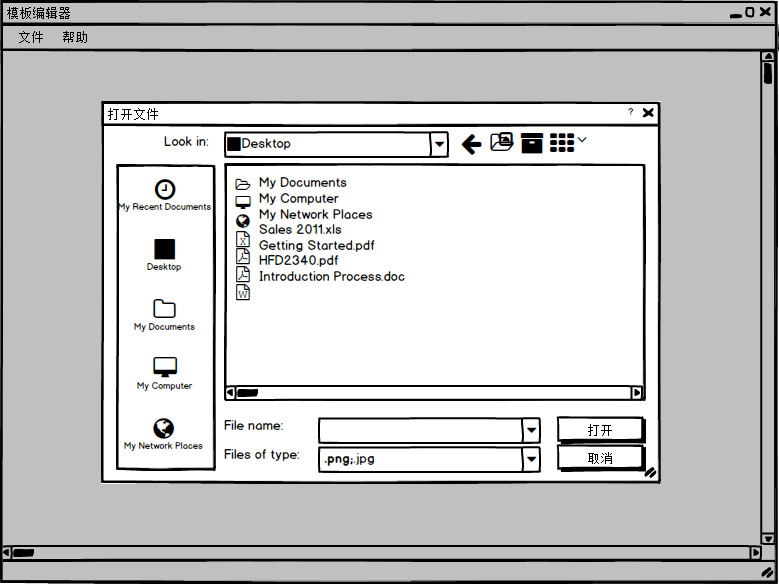 模板编辑器
文件 帮助
打开文件 ?
Look in: Desktop
My Recent Documents
Desktop
My Documents
My Computer
My Network Places
My Documents
My Computer
My Network Places
Sales 2011.xls
Getting Started.pdf
HFD2340.pdf
Introduction Process.doc
File name: 打开
Files of type: .png;.jpg 取消